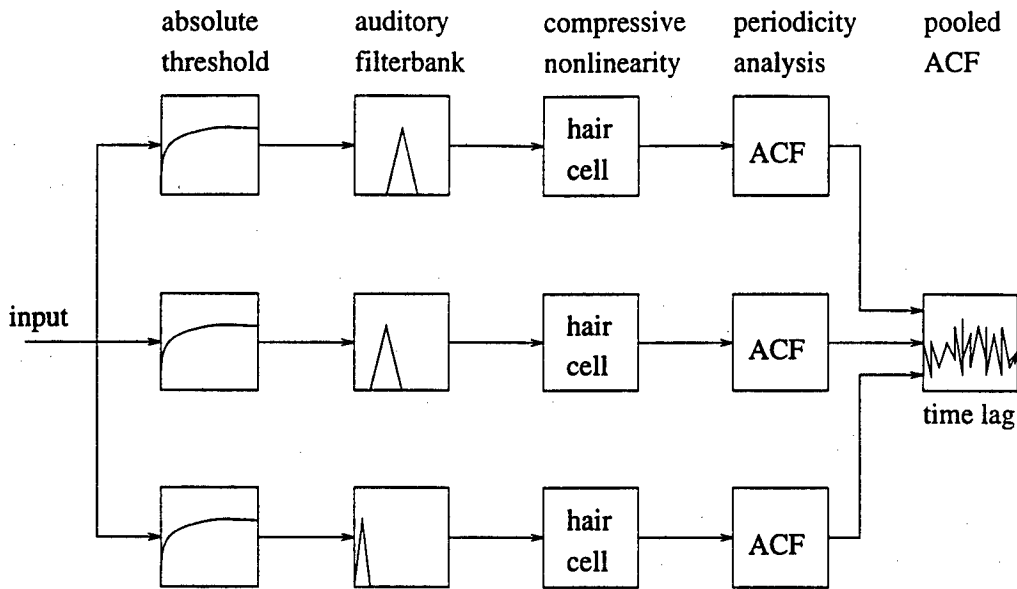 absolute
threshold
auditory
filterbank
compressive
nonlinearity
periodicity
analysis
pooled
ACF
hair
cell
ACF
input
hair
cell
ACF
time lag
hair
cell
ACF